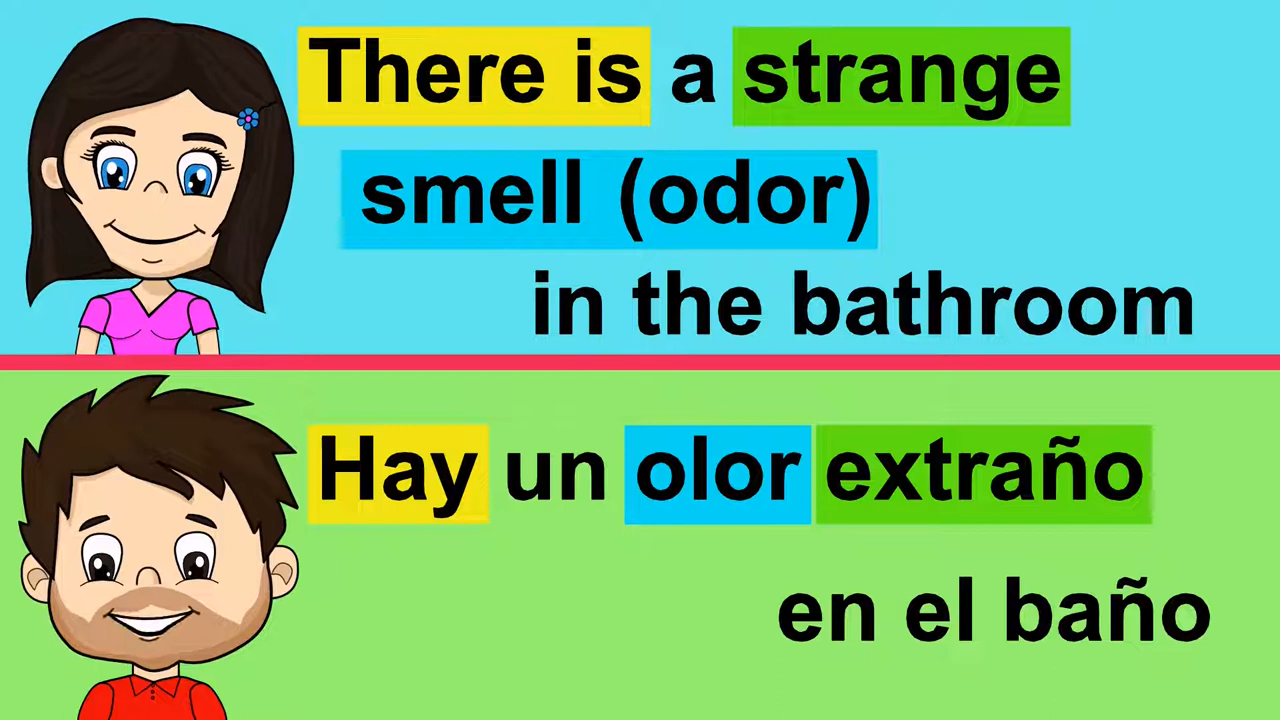 There is a strange
smell (odor)
in the bathroom
Hay un olor extraño
en el baño